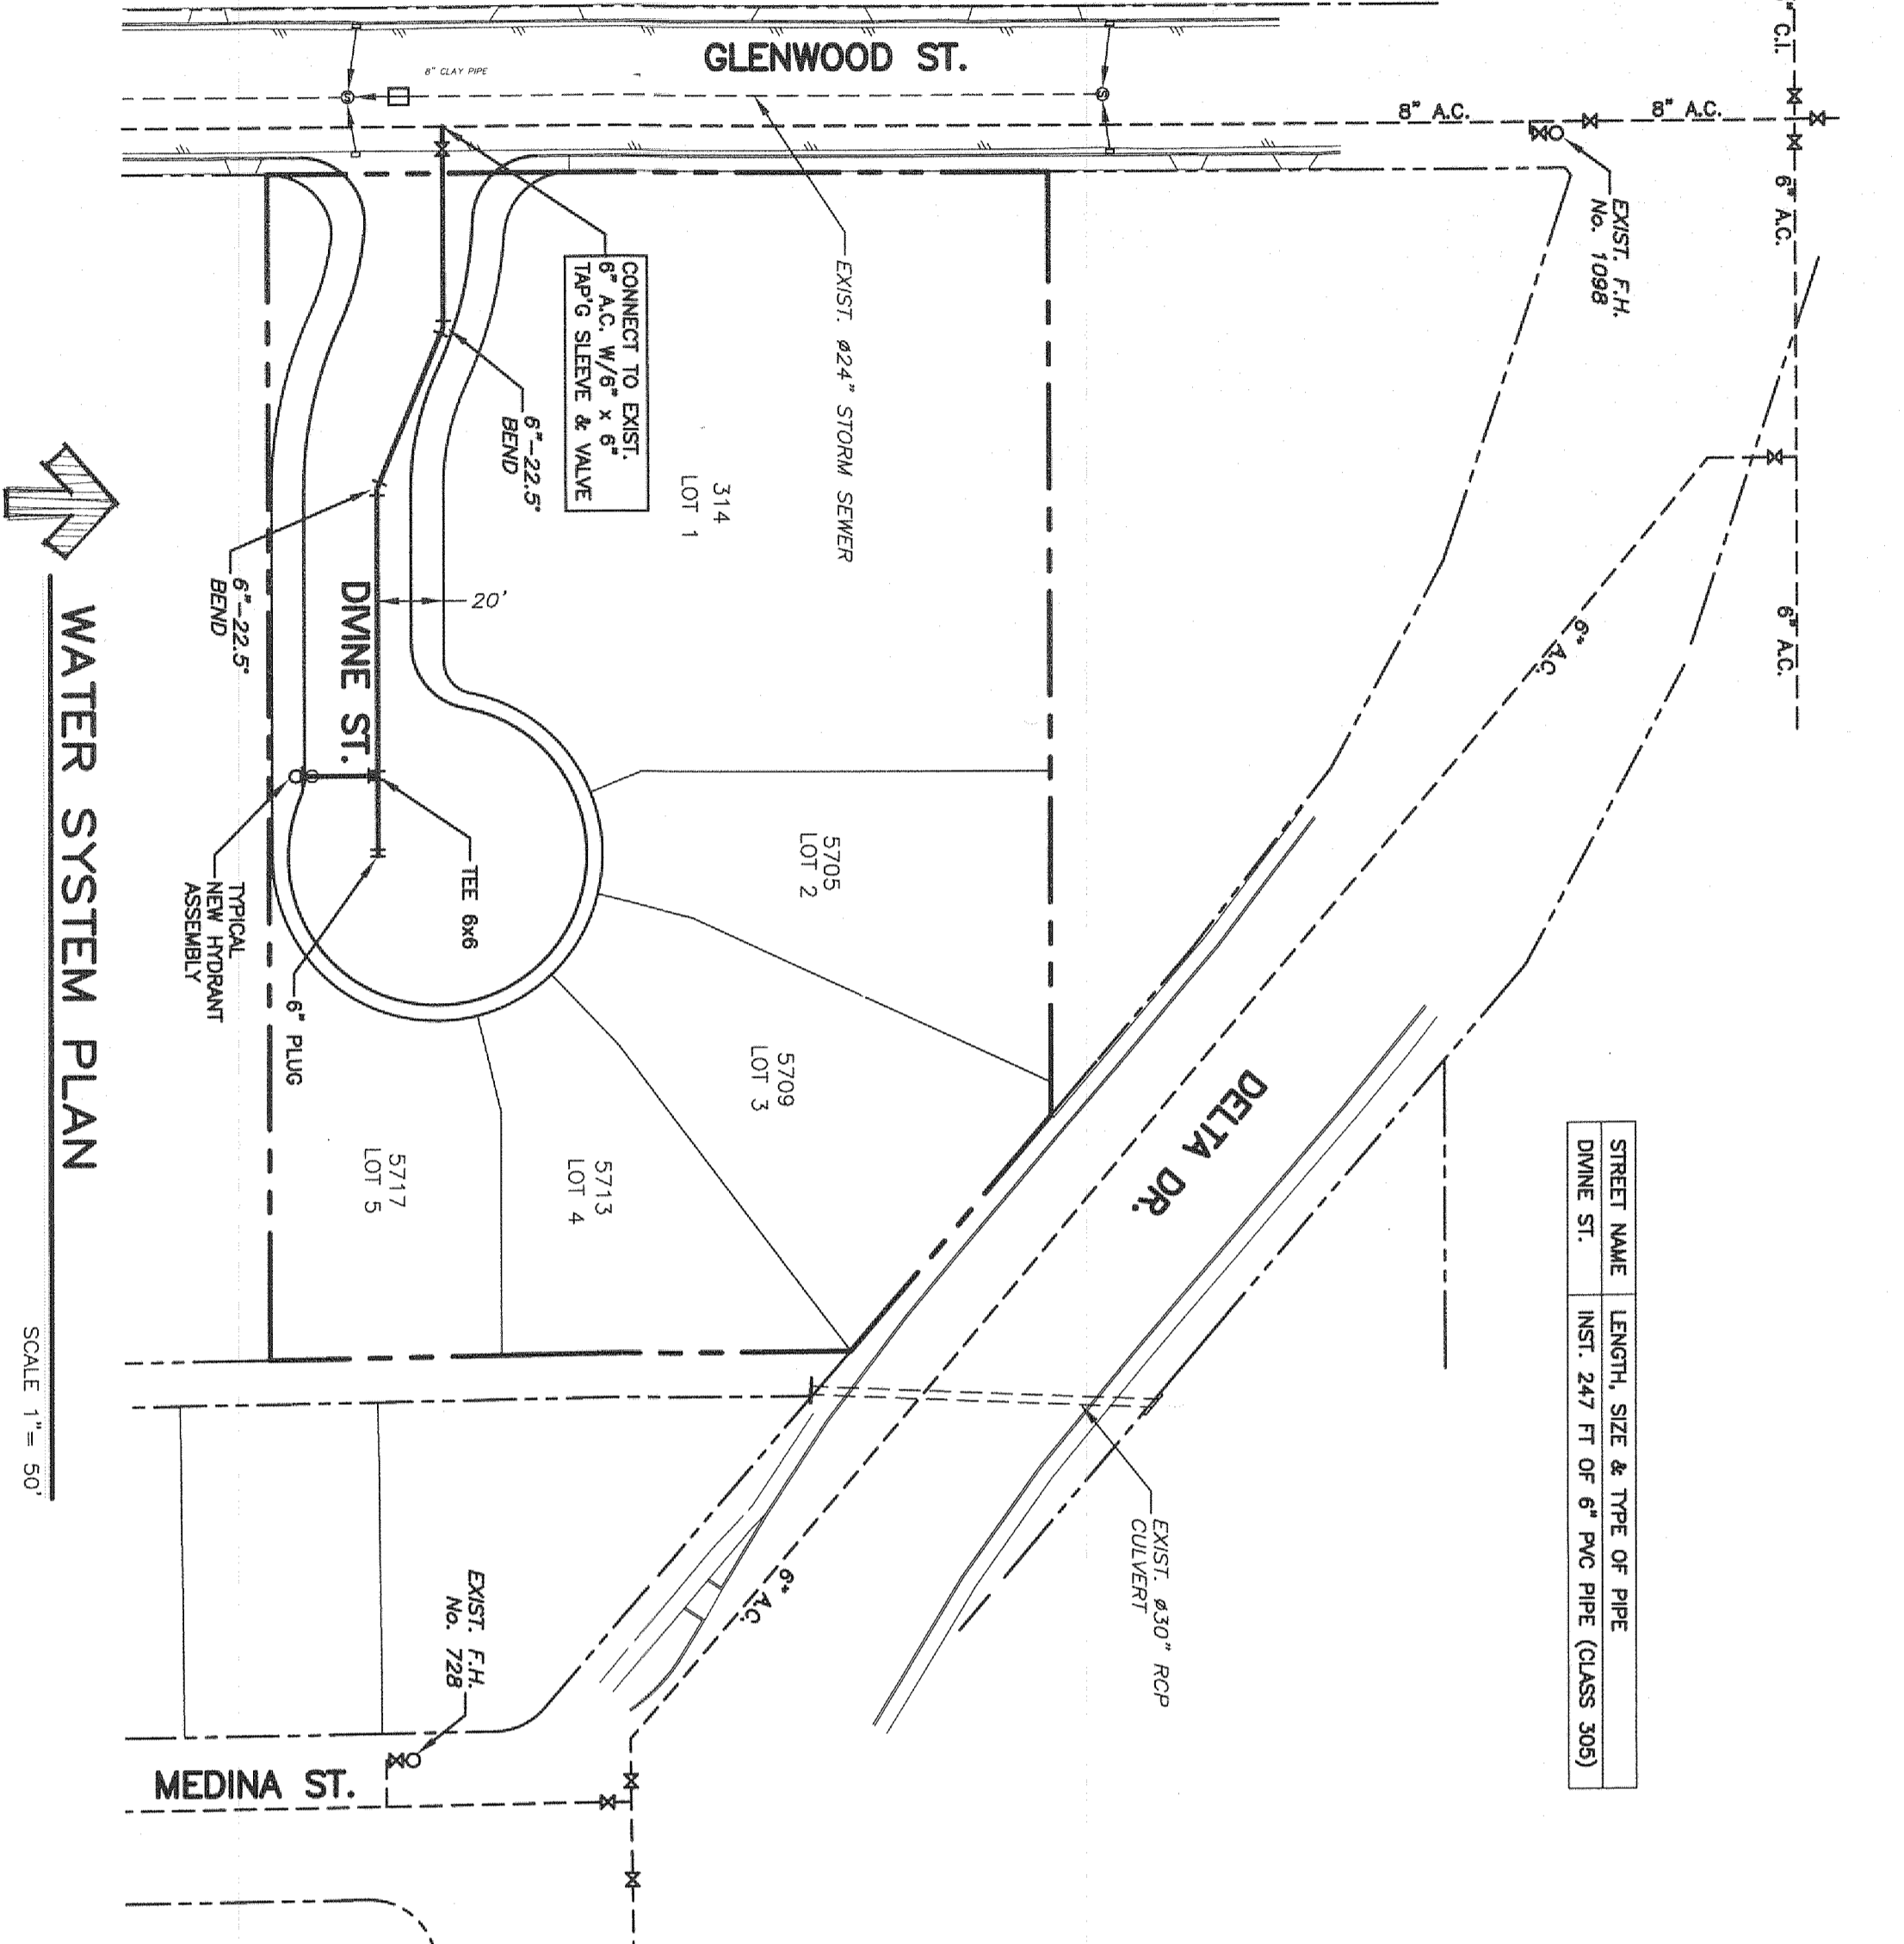 GLENWOOD ST.
8" CLAY PIPE
8" A.C.
8" A.C.
" C.I.
6" A.C.
6" A.C.
EXIST. F.H.
No. 1098
EXIST. ø24" STORM SEWER
CONNECT TO EXIST.
6" A.C. W/6" x 6"
TAP'G SLEEVE & VALVE
6"-22.5°
BEND
314
LOT 1
6"-22.5°
BEND
20'
DIVINE ST.
TEE 6x6
6" PLUG
TYPICAL
NEW HYDRANT
ASSEMBLY
5705
LOT 2
5709
LOT 3
5713
LOT 4
5717
LOT 5
6" A.C.
DELTA DR.
STREET NAME LENGTH, SIZE & TYPE OF PIPE
DIVINE ST. INST. 247 FT OF 6" PVC PIPE (CLASS 305)
EXIST. ø30" RCP
CULVERT
6" A.C.
EXIST. F.H.
No. 728
MEDINA ST.
WATER SYSTEM PLAN
SCALE 1"= 50'
S
S